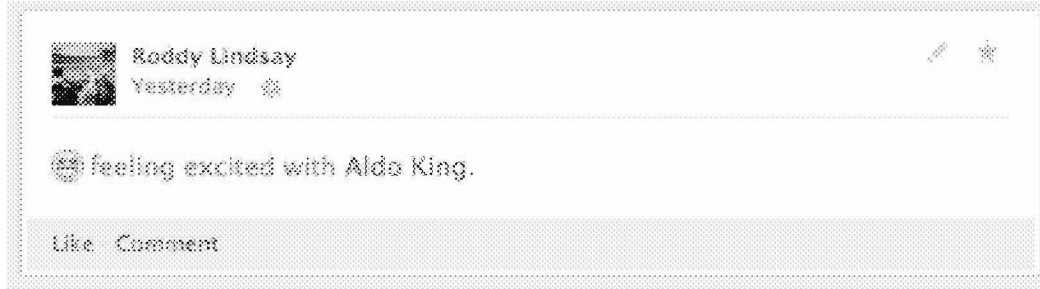 Roddy Lindsay
Yesterday
feeling excited with Aldo King.
Like · Comment